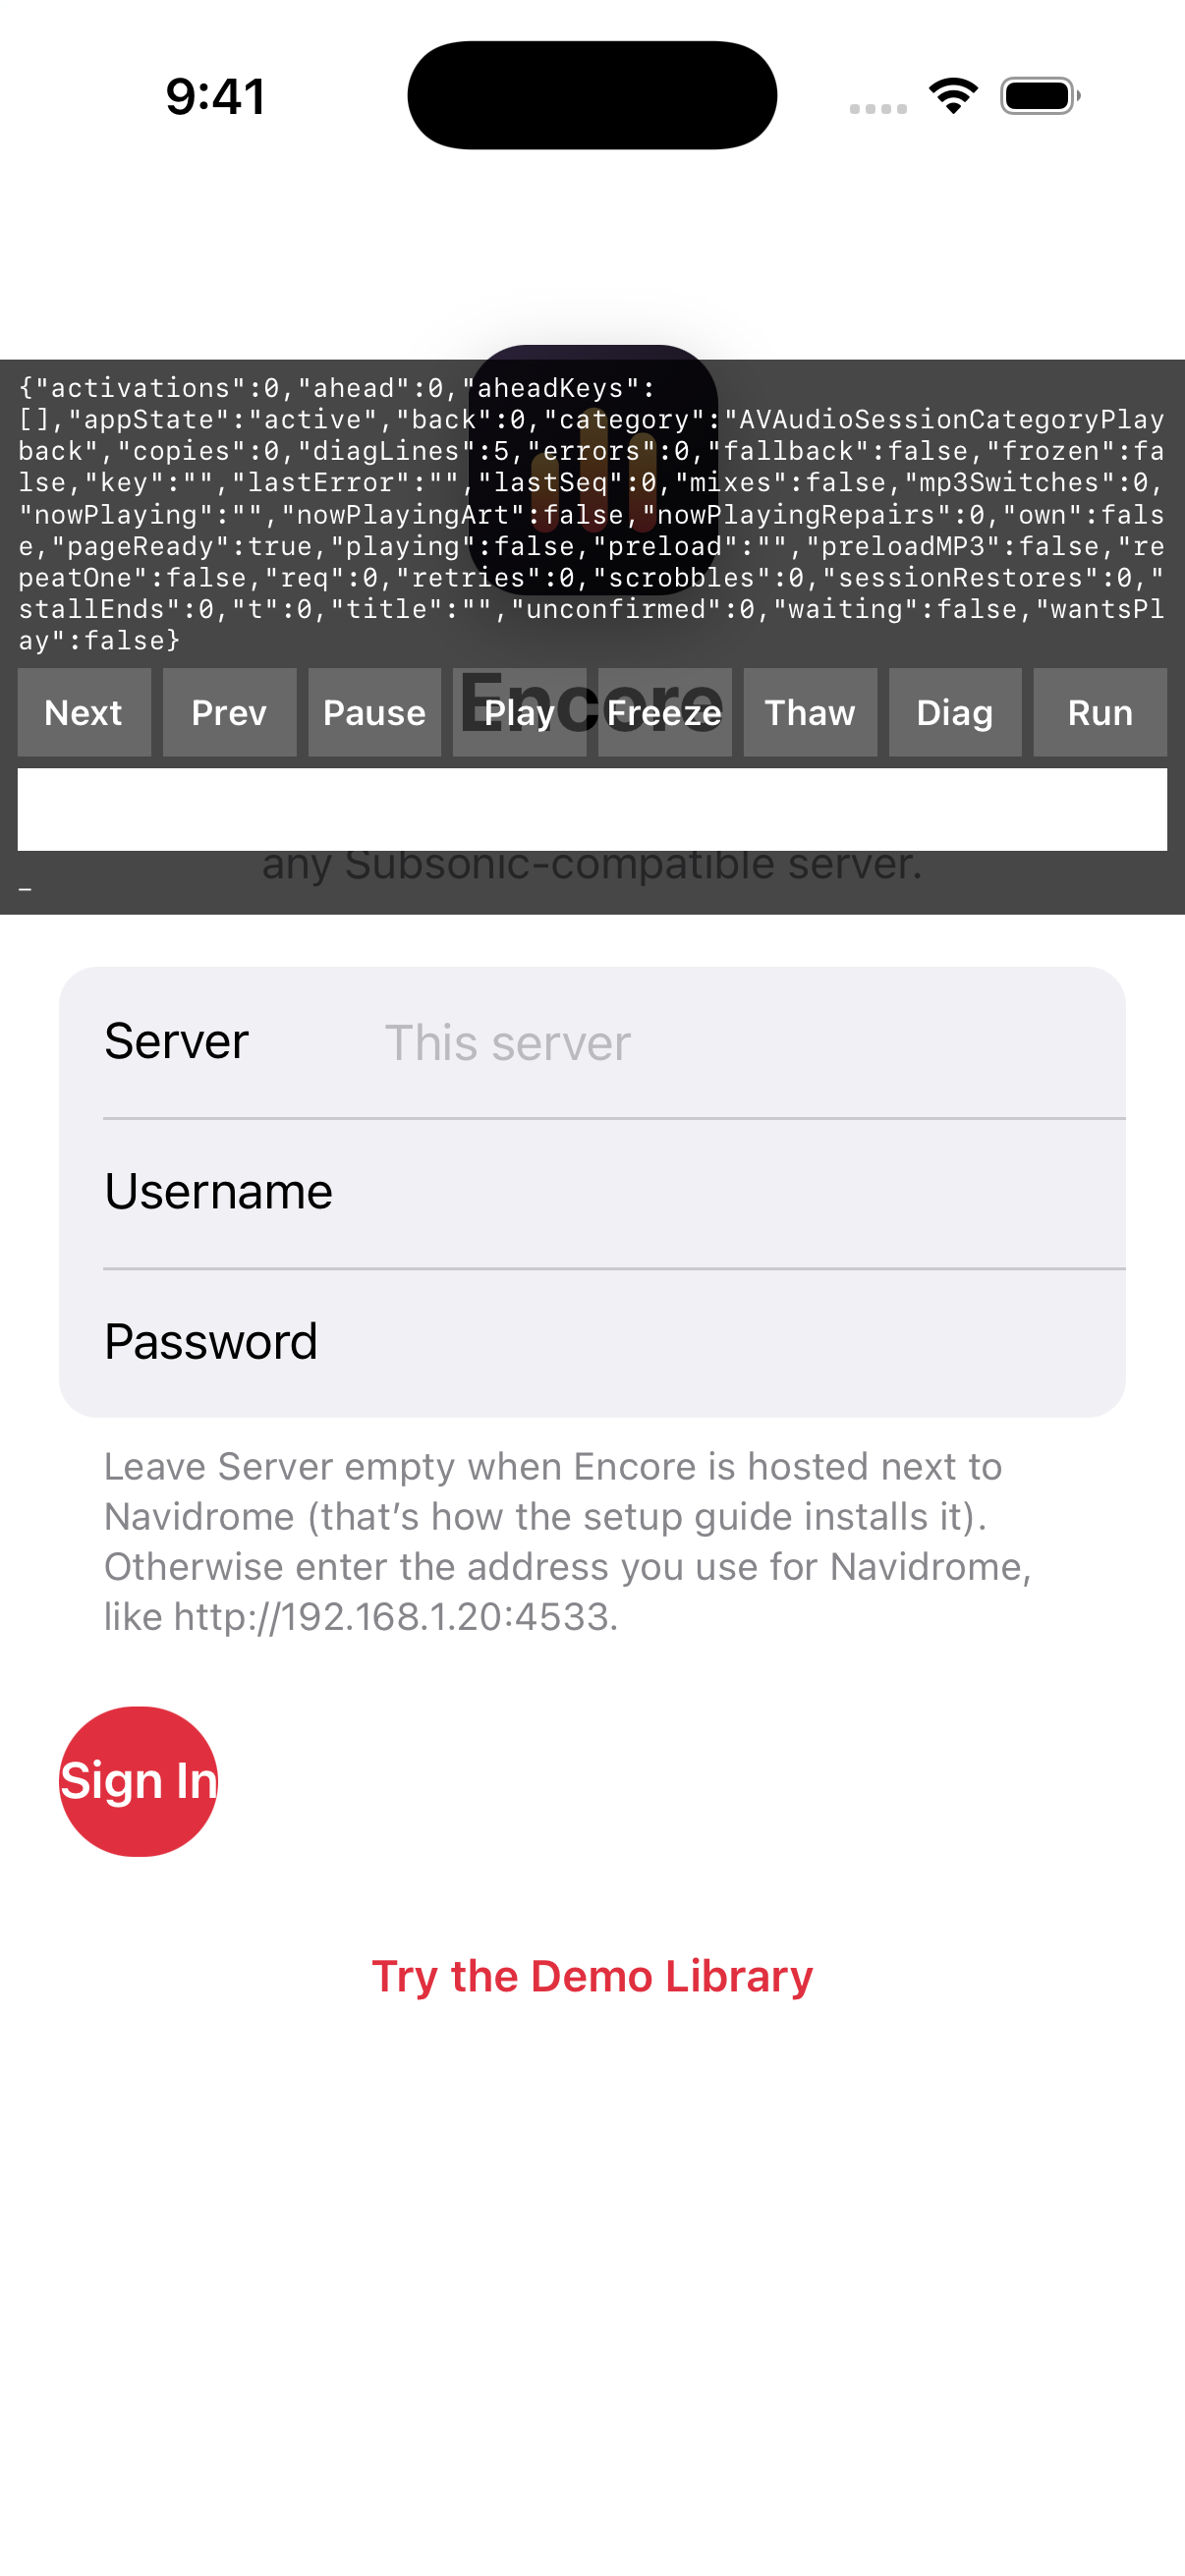 9:41
{"activations":0,"ahead":0,"aheadKeys":
[],"appState":"active","back":0,"category":"AVAudioSessionCategoryPlay
back","copies":0,"diagLines":5,"errors":0,"fallback":false,"frozen":fa
lse,"key":"","lastError":"","lastSeq":0,"mixes":false,"mp3Switches":0,
"nowPlaying":"","nowPlayingArt":false,"nowPlayingRepairs":0,"own":fals
e,"pageReady":true,"playing":false,"preload":"","preloadMP3":false,"re
peatOne":false,"req":0,"retries":0,"scrobbles":0,"sessionRestores":0,"
stallEnds":0,"t":0,"title":"","unconfirmed":0,"waiting":false,"wantsPl
ay":false}
Encore
Next Prev Pause Play Freeze Thaw Diag Run
any Subsonic-compatible server.
_
Server This server
Username
Password
Leave Server empty when Encore is hosted next to
Navidrome (that’s how the setup guide installs it).
Otherwise enter the address you use for Navidrome,
like http://192.168.1.20:4533.
Sign In
Try the Demo Library